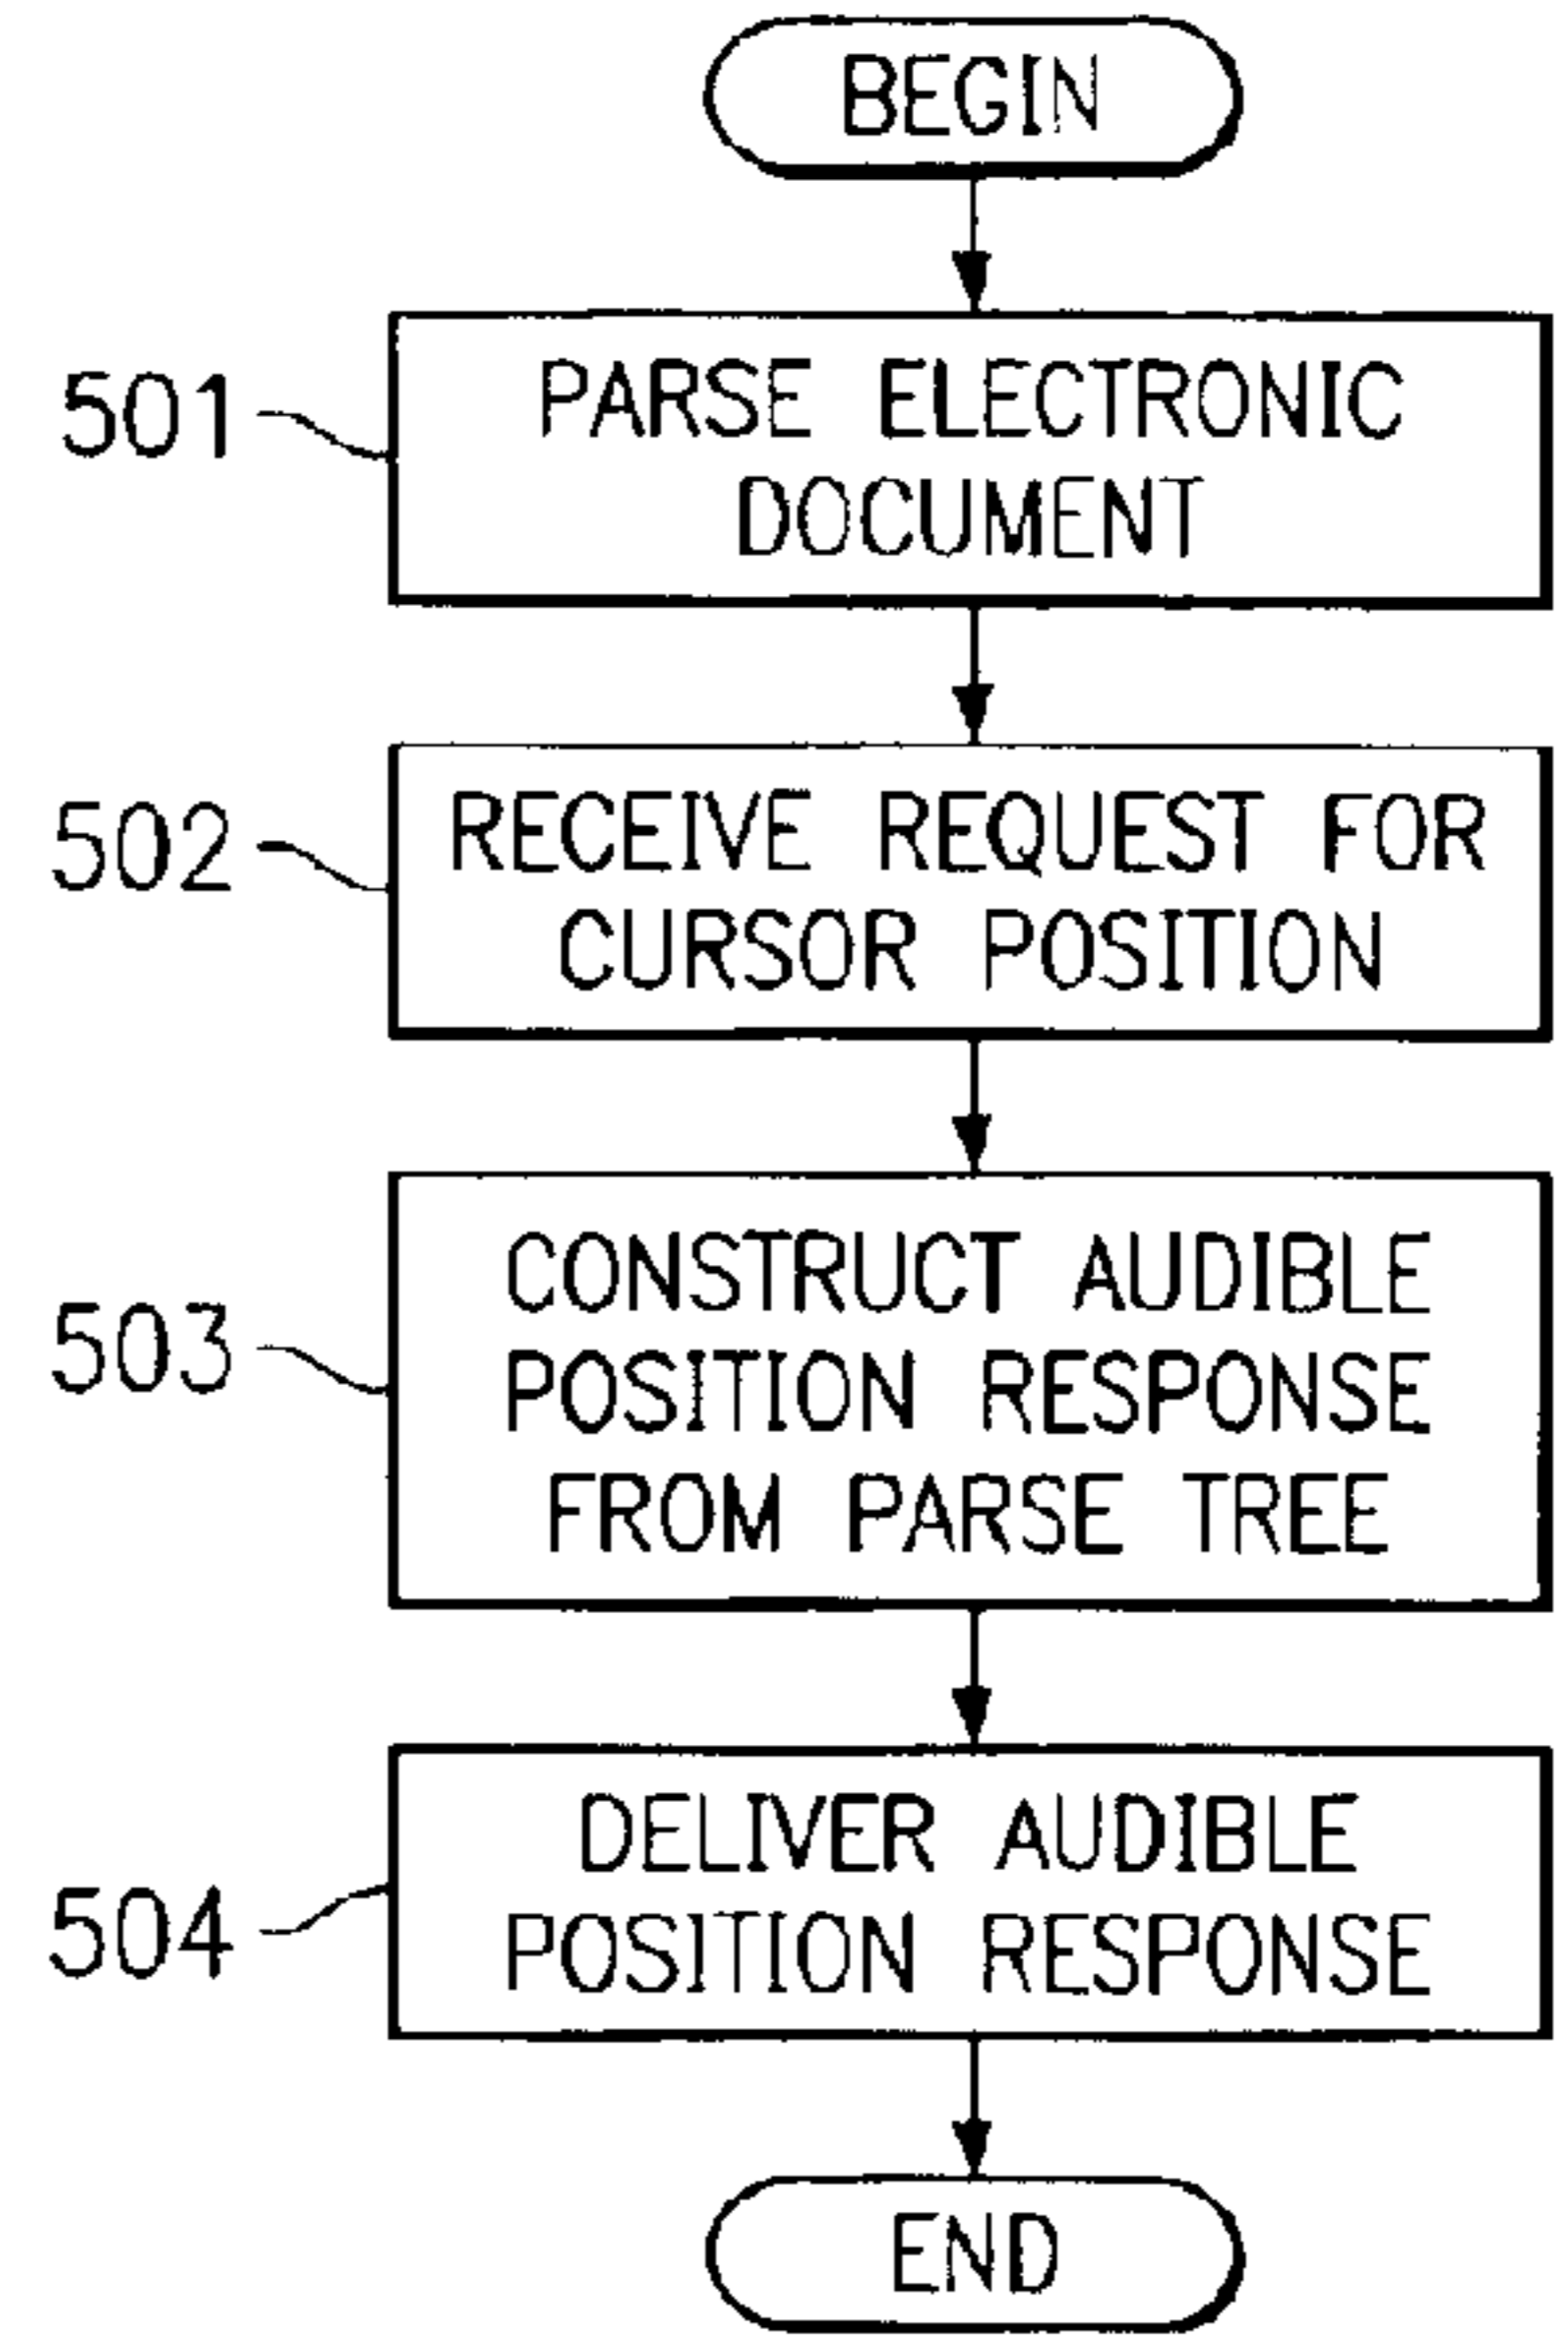 BEGIN
501
PARSE ELECTRONIC
DOCUMENT
502
RECEIVE REQUEST FOR
CURSOR POSITION
503
CONSTRUCT AUDIBLE
POSITION RESPONSE
FROM PARSE TREE
504
DELIVER AUDIBLE
POSITION RESPONSE
END